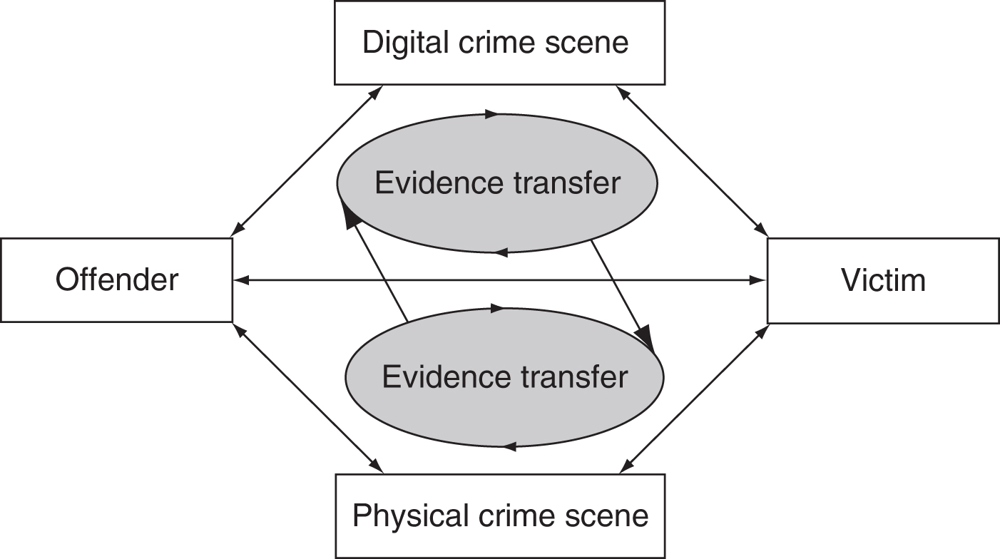 Digital crime scene
Evidence transfer
Offender
Victim
Evidence transfer
Physical crime scene